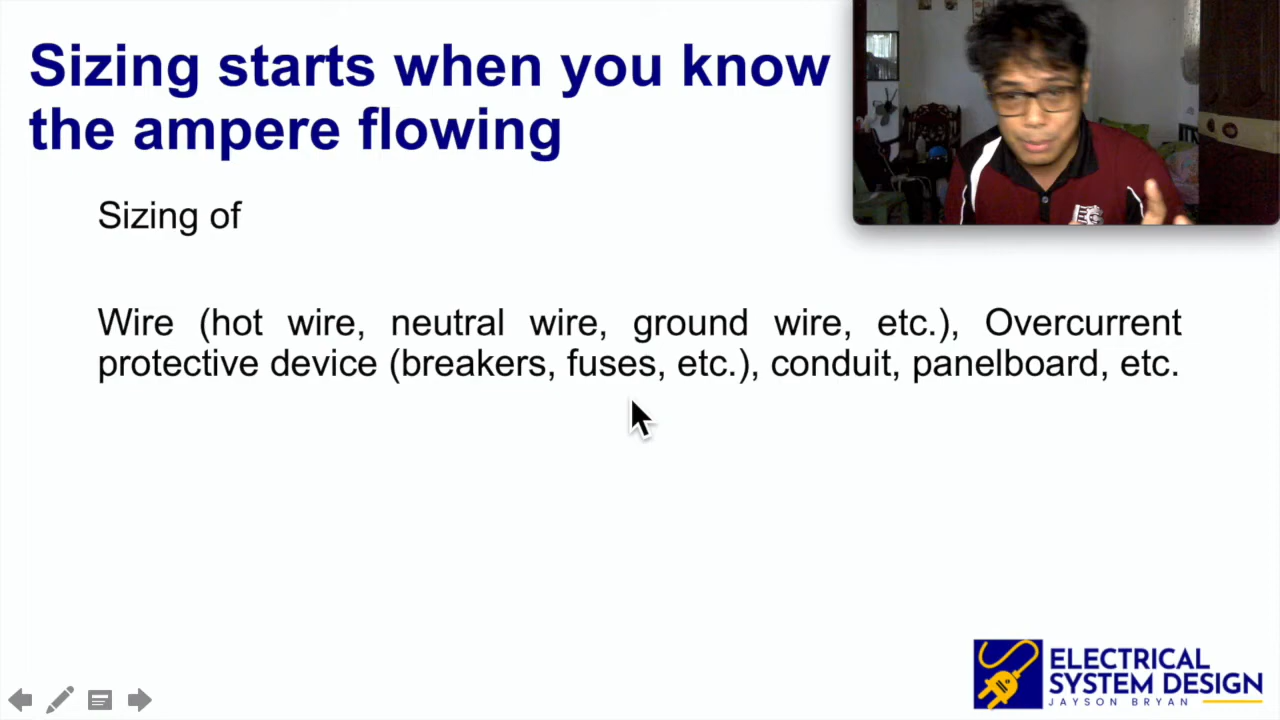 Sizing starts when you know
the ampere flowing
Sizing of
Wire (hot wire, neutral wire, ground wire, etc.), Overcurrent
protective device (breakers, fuses, etc.), conduit, panelboard, etc.
ELECTRICAL
SYSTEM DESIGN
JAYSON BRYAN